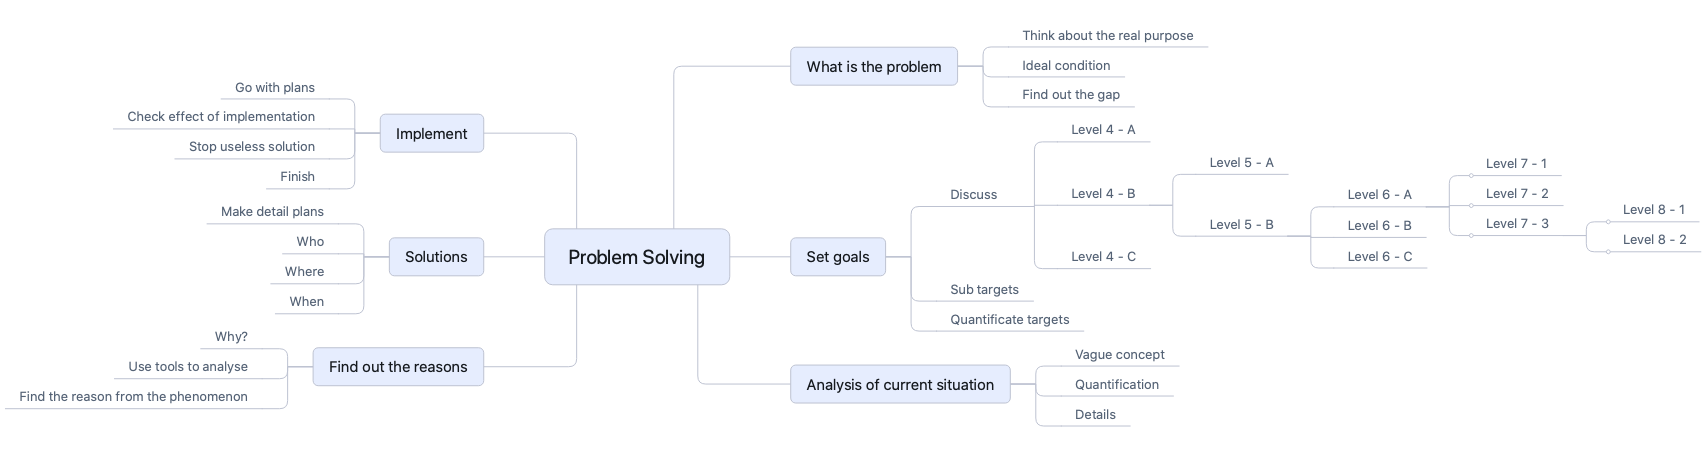 Problem Solving
What is the problem
Think about the real purpose
Ideal condition
Find out the gap
Set goals
Discuss
Level 4 - A
Level 4 - B
Level 5 - A
Level 5 - B
Level 6 - A
Level 7 - 1
Level 7 - 2
Level 7 - 3
Level 8 - 1
Level 8 - 2
Level 6 - B
Level 6 - C
Level 4 - C
Sub targets
Quantificate targets
Analysis of current situation
Vague concept
Quantification
Details
Implement
Go with plans
Check effect of implementation
Stop useless solution
Finish
Solutions
Make detail plans
Who
Where
When
Find out the reasons
Why?
Use tools to analyse
Find the reason from the phenomenon